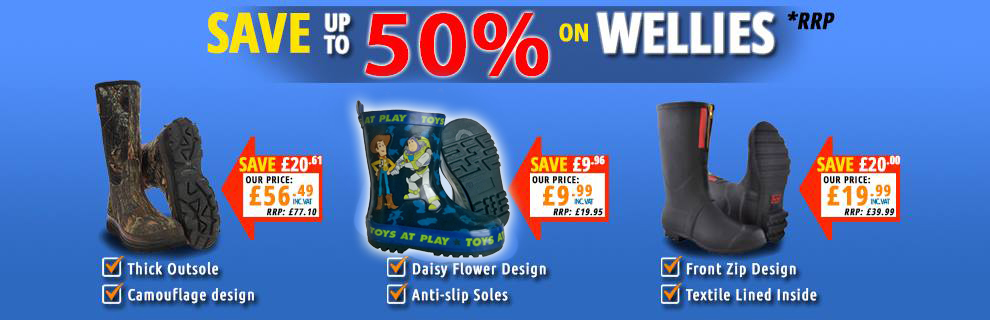 SAVE UP TO 50% ON WELLIES *RRP
AT PLAY TOYS
TOYS AT PLAY TOYS AT
SAVE £20.61
OUR PRICE:
£56.49 INC.VAT
RRP: £77.10
SAVE £9.96
OUR PRICE:
£9.99 INC.VAT
RRP: £19.95
SAVE £20.00
OUR PRICE:
£19.99 INC.VAT
RRP: £39.99
Thick Outsole
Camouflage design
Daisy Flower Design
Anti-slip Soles
Front Zip Design
Textile Lined Inside